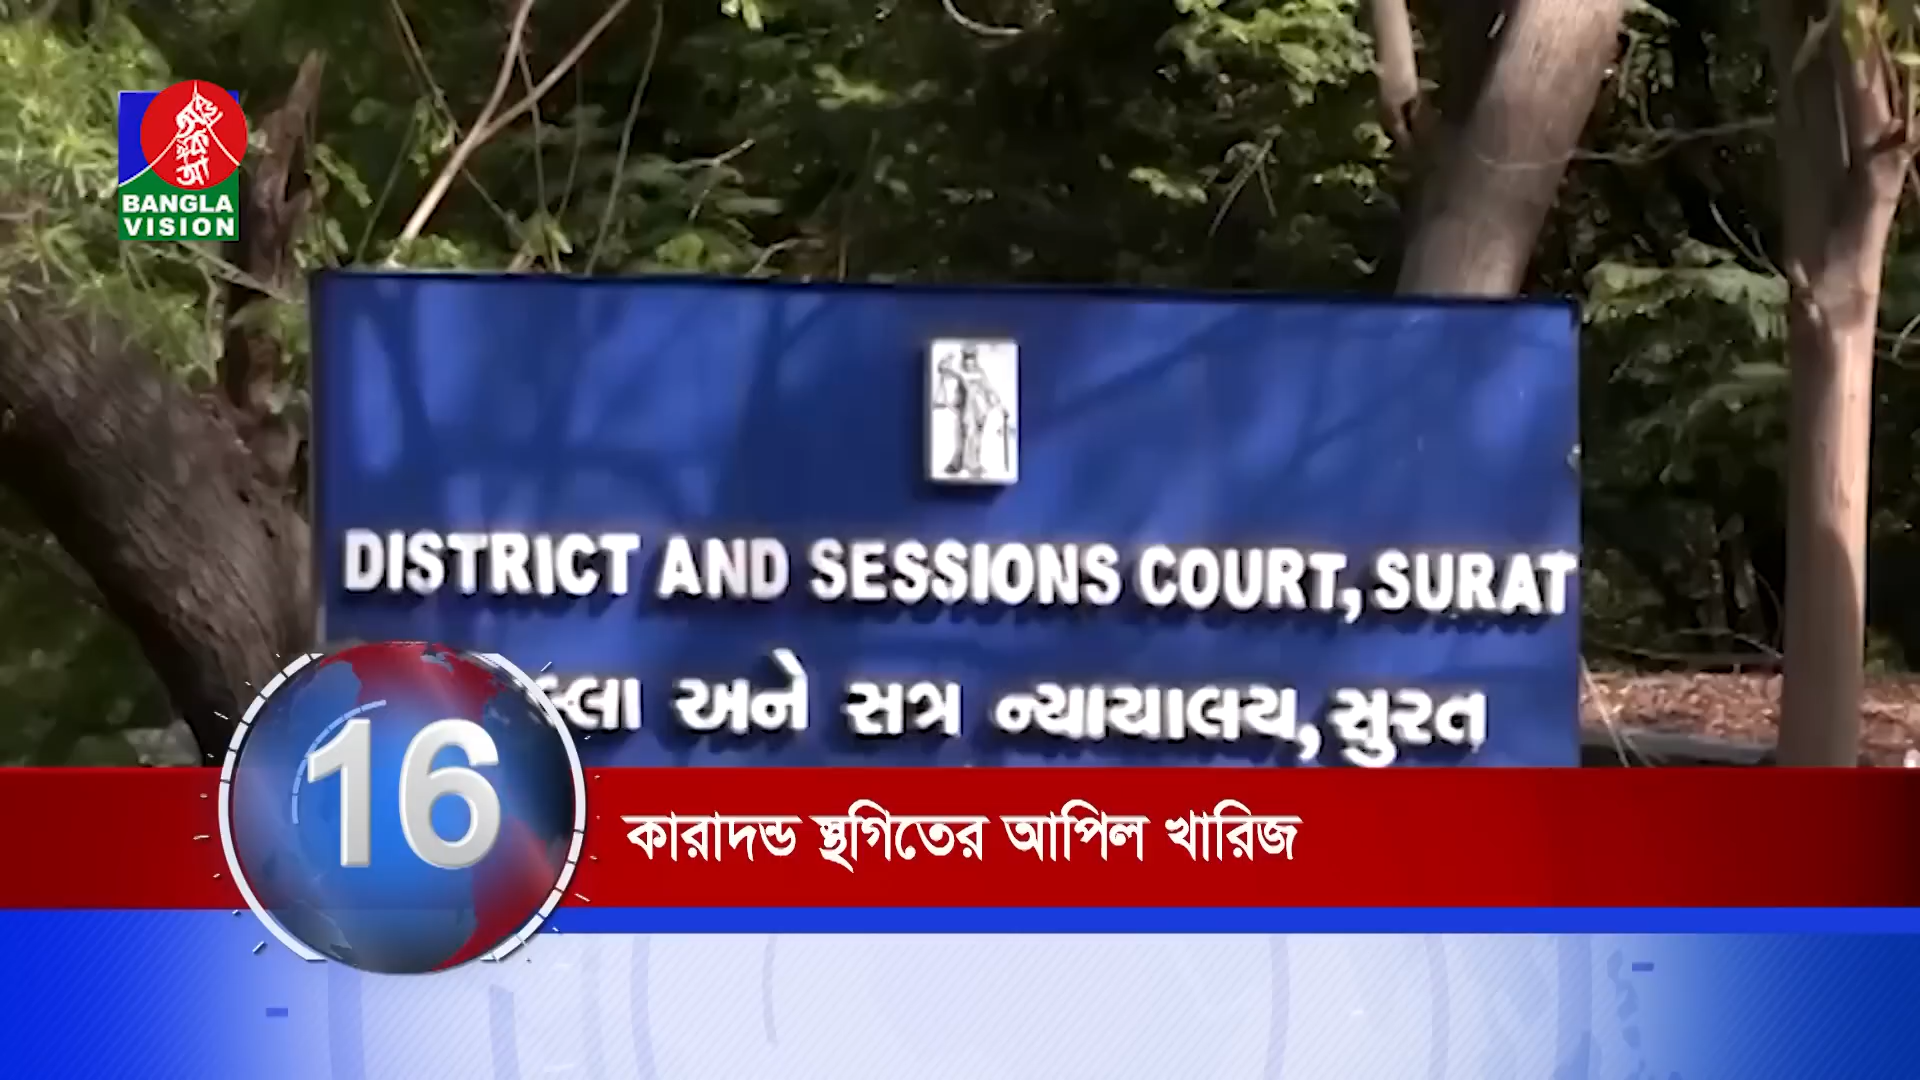 BANGLA
VISION
DISTRICT AND SESSIONS COURT, SURAT
અને સત્ર ન્યાયાલય, સુરત
16
কারাদন্ড স্থগিতের আপিল খারিজ